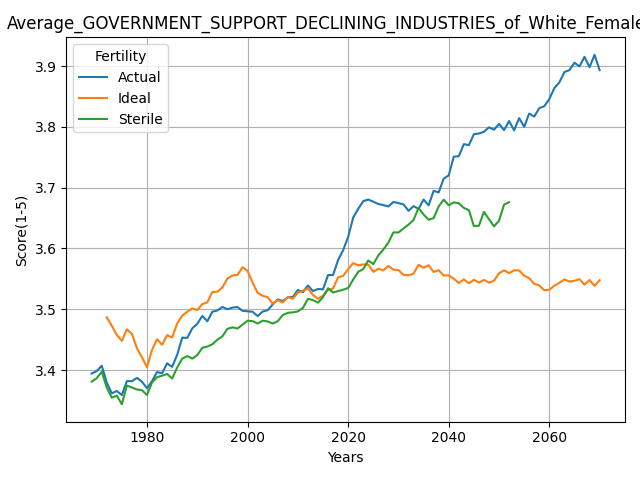 Average_GOVERNMENT_SUPPORT_DECLINING_INDUSTRIES_of_White_Female
Fertility
Actual
Ideal
Sterile
3.9
3.8
3.7
3.6
3.5
3.4
Score(1-5)
1980 2000 2020 2040 2060
Years